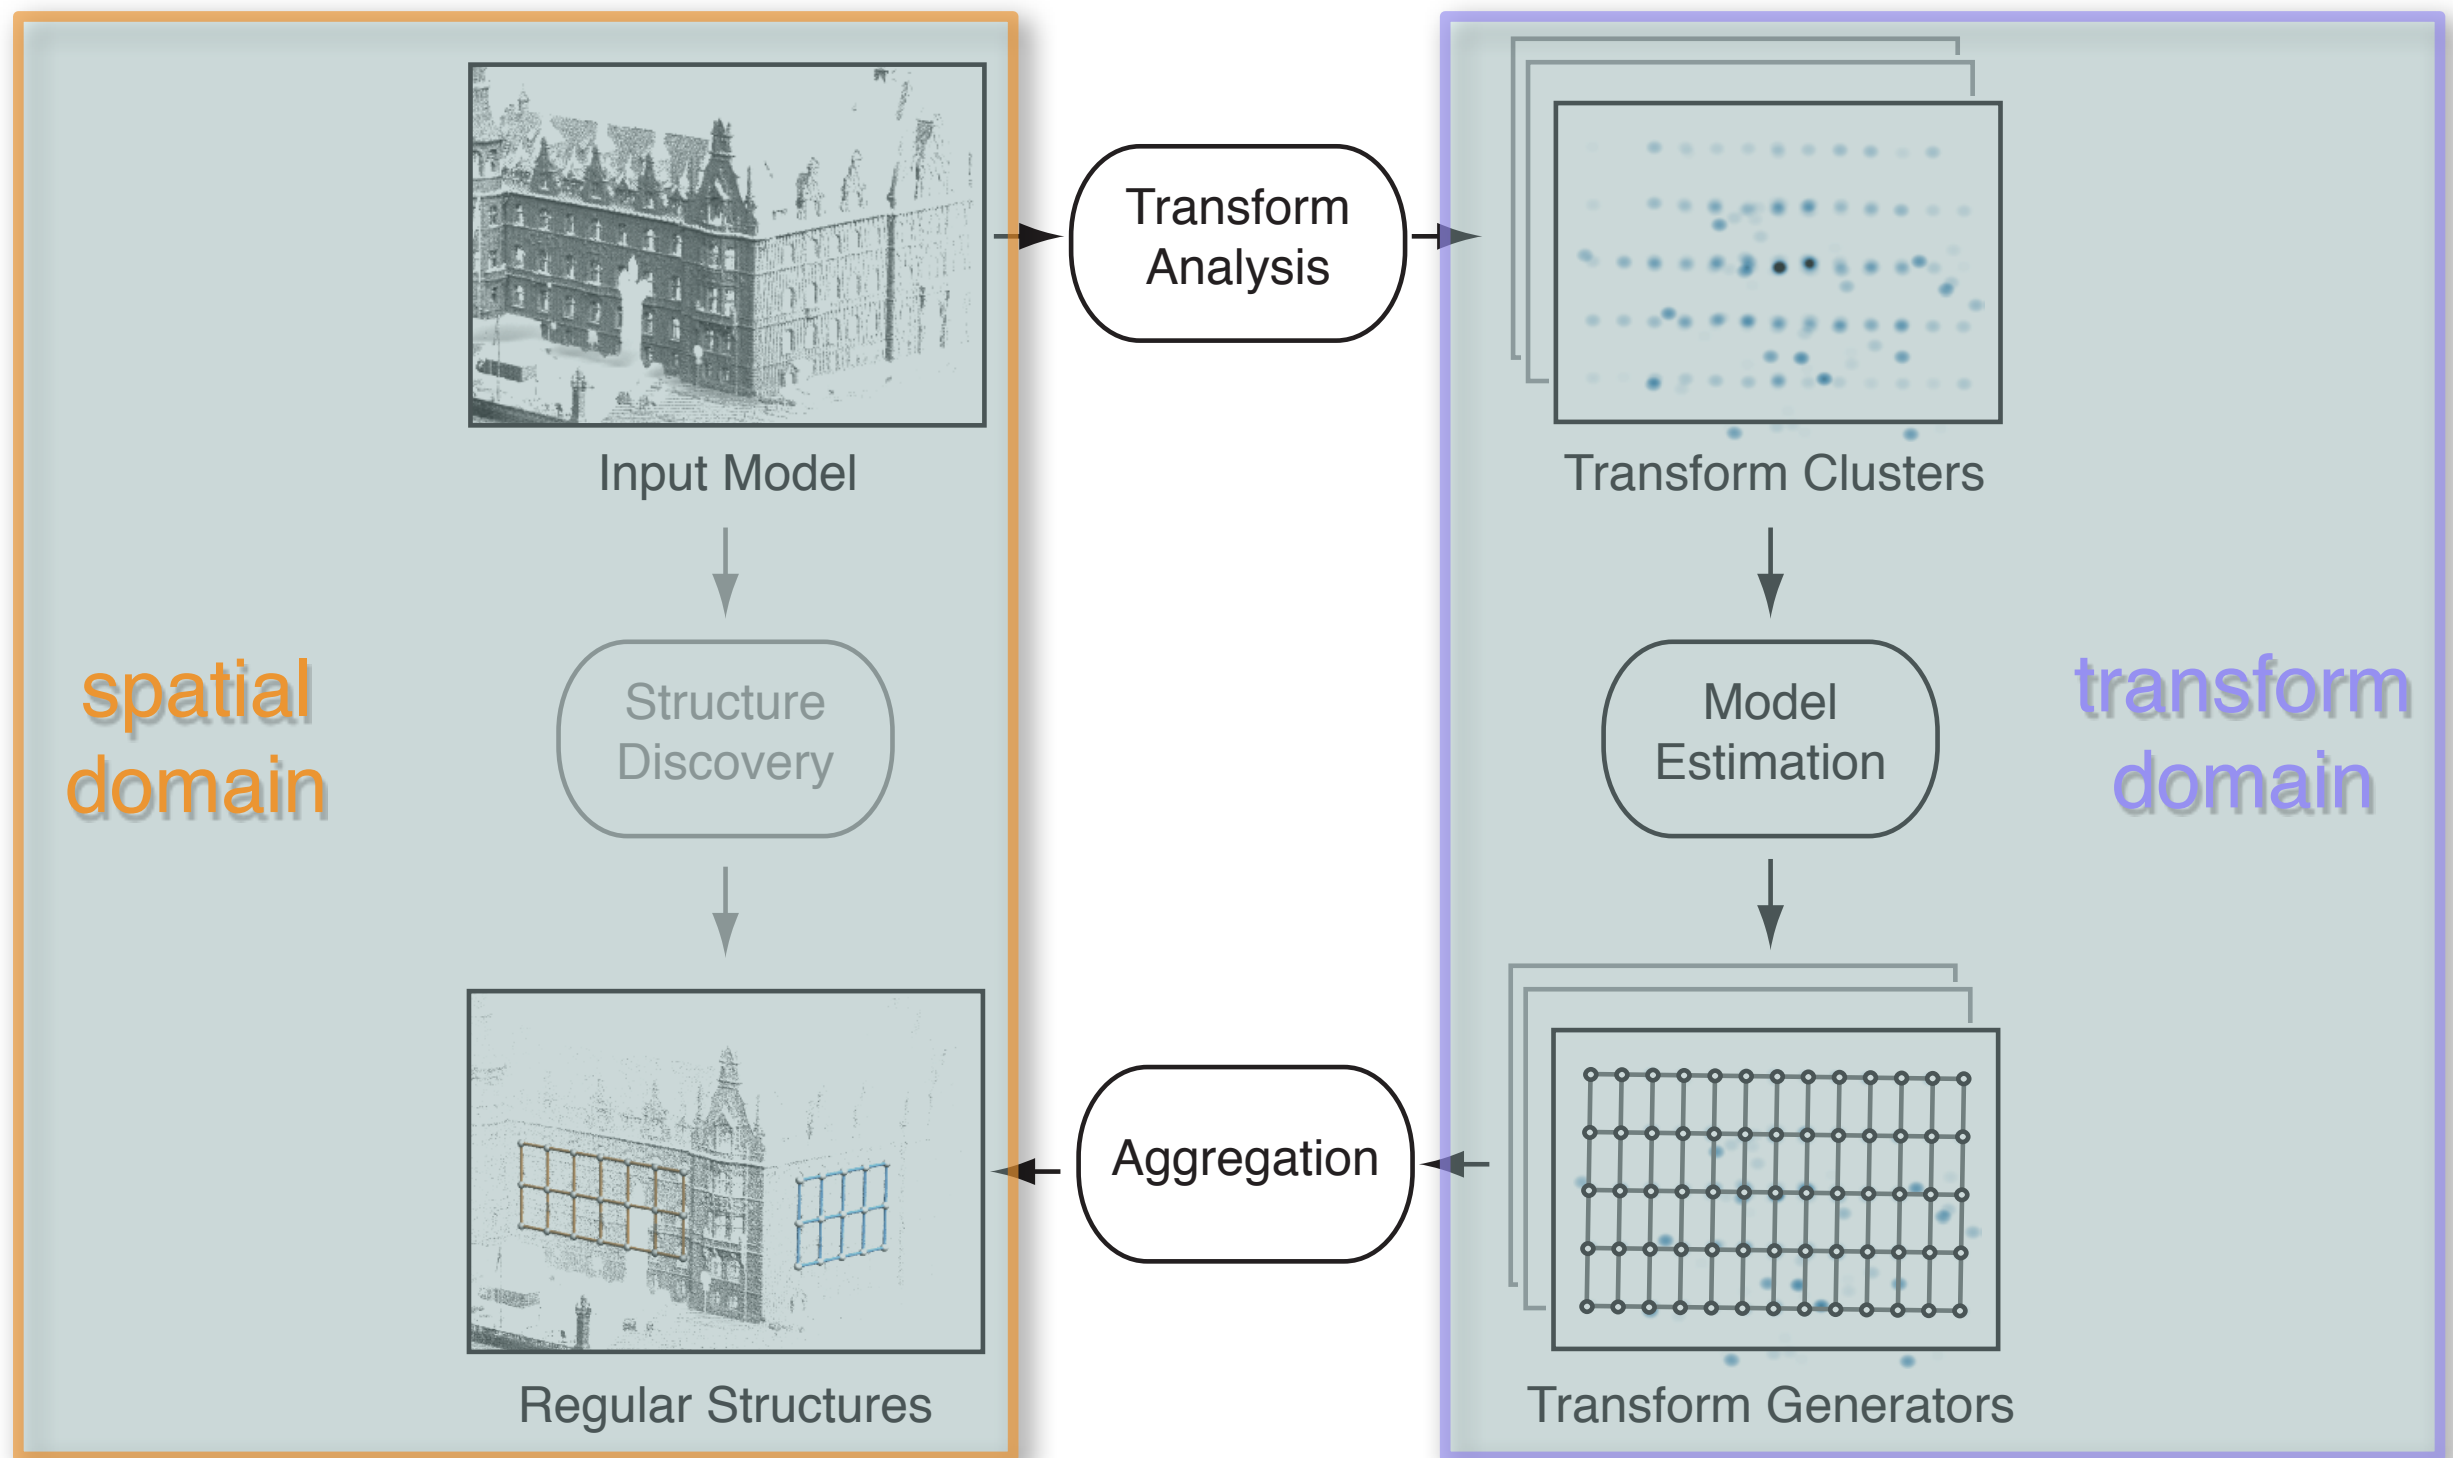 Transform
Analysis
Input Model
Transform Clusters
spatial
domain
Structure
Discovery
Model
Estimation
transform
domain
Aggregation
Regular Structures
Transform Generators